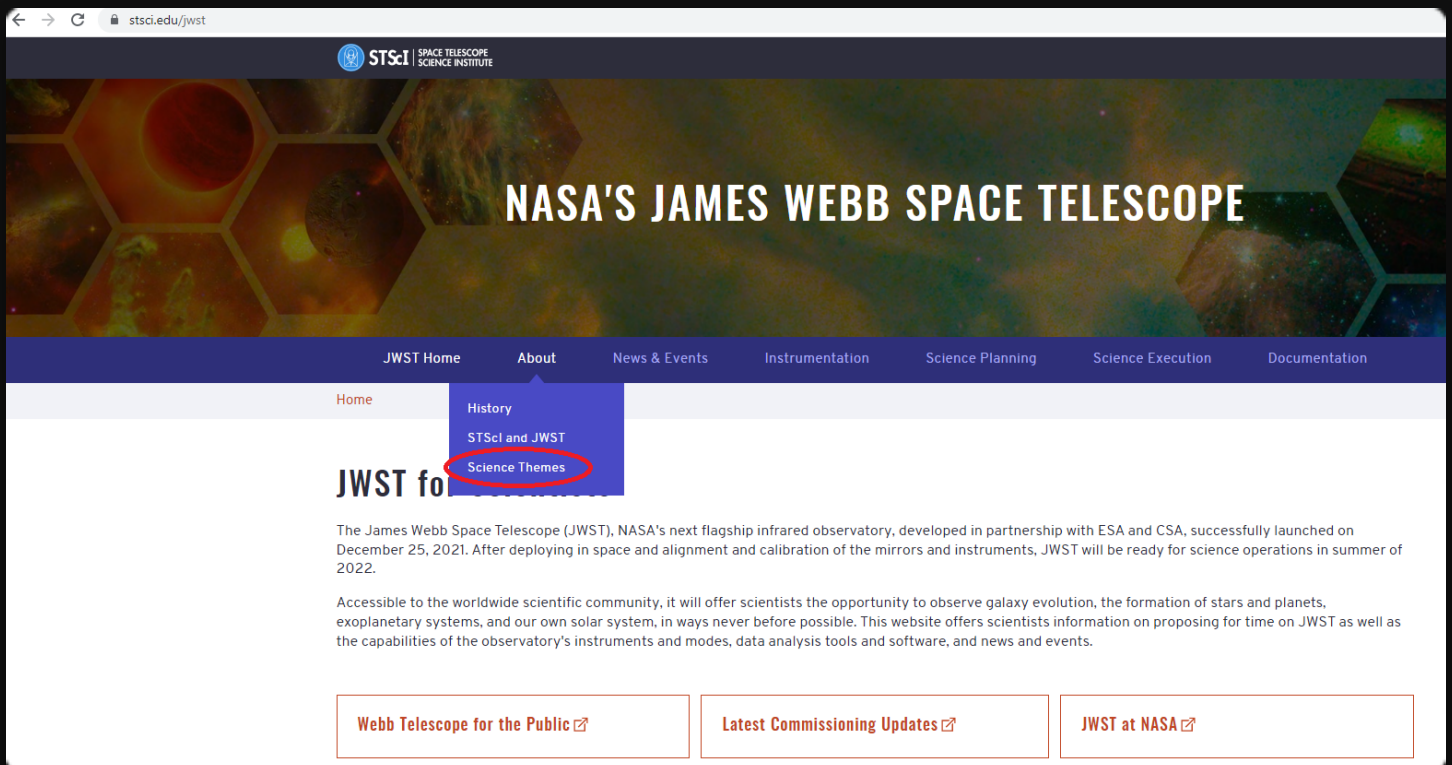 stsci.edu/jwst
STScI | SPACE TELESCOPE
SCIENCE INSTITUTE
NASA'S JAMES WEBB SPACE TELESCOPE
JWST Home About News & Events Instrumentation Science Planning Science Execution Documentation
Home
History
STScI and JWST
Science Themes
JWST for
The James Webb Space Telescope (JWST), NASA's next flagship infrared observatory, developed in partnership with ESA and CSA, successfully launched on
December 25, 2021. After deploying in space and alignment and calibration of the mirrors and instruments, JWST will be ready for science operations in summer of
2022.
Accessible to the worldwide scientific community, it will offer scientists the opportunity to observe galaxy evolution, the formation of stars and planets,
exoplanetary systems, and our own solar system, in ways never before possible. This website offers scientists information on proposing for time on JWST as well as
the capabilities of the observatory's instruments and modes, data analysis tools and software, and news and events.
Webb Telescope for the Public
Latest Commissioning Updates
JWST at NASA